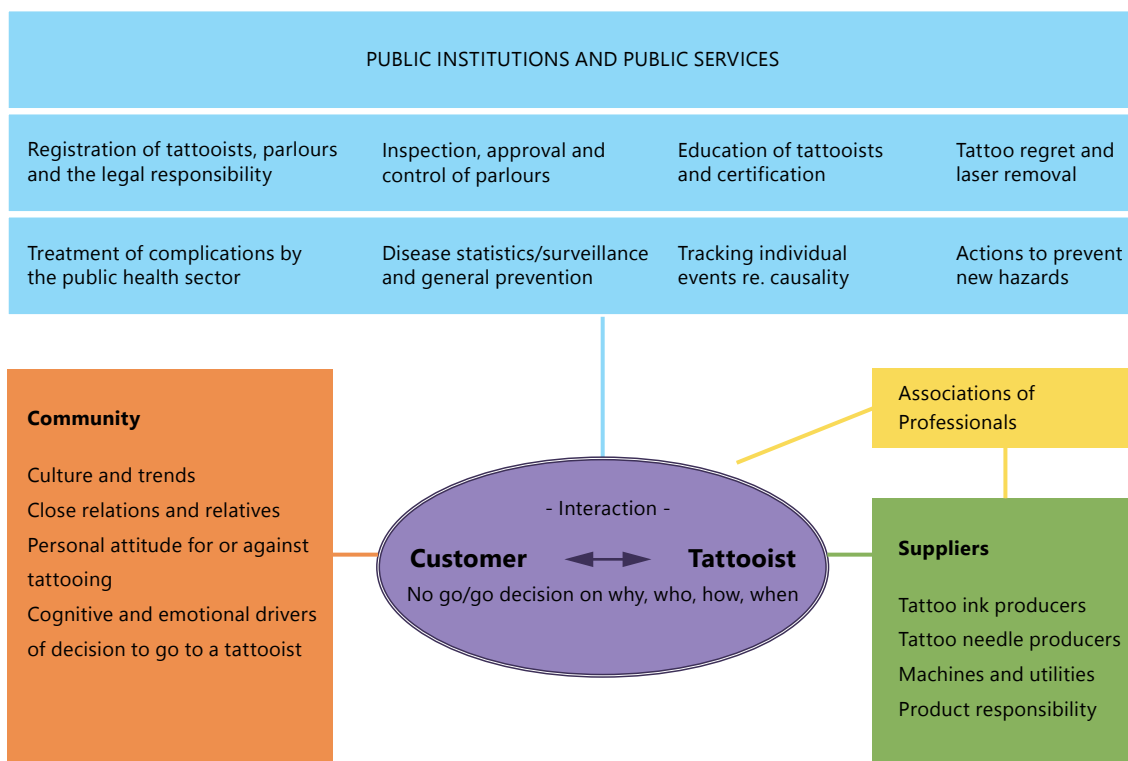 PUBLIC INSTITUTIONS AND PUBLIC SERVICES
Registration of tattooists, parlours
and the legal responsibility
Inspection, approval and
control of parlours
Education of tattooists
and certification
Tattoo regret and
laser removal
Treatment of complications by
the public health sector
Disease statistics/surveillance
and general prevention
Tracking individual
events re. causality
Actions to prevent
new hazards
Community
Culture and trends
Close relations and relatives
Personal attitude for or against
tattooing
Cognitive and emotional drivers
of decision to go to a tattooist
- Interaction -
Customer Tattooist
No go/go decision on why, who, how, when
Associations of
Professionals
Suppliers
Tattoo ink producers
Tattoo needle producers
Machines and utilities
Product responsibility